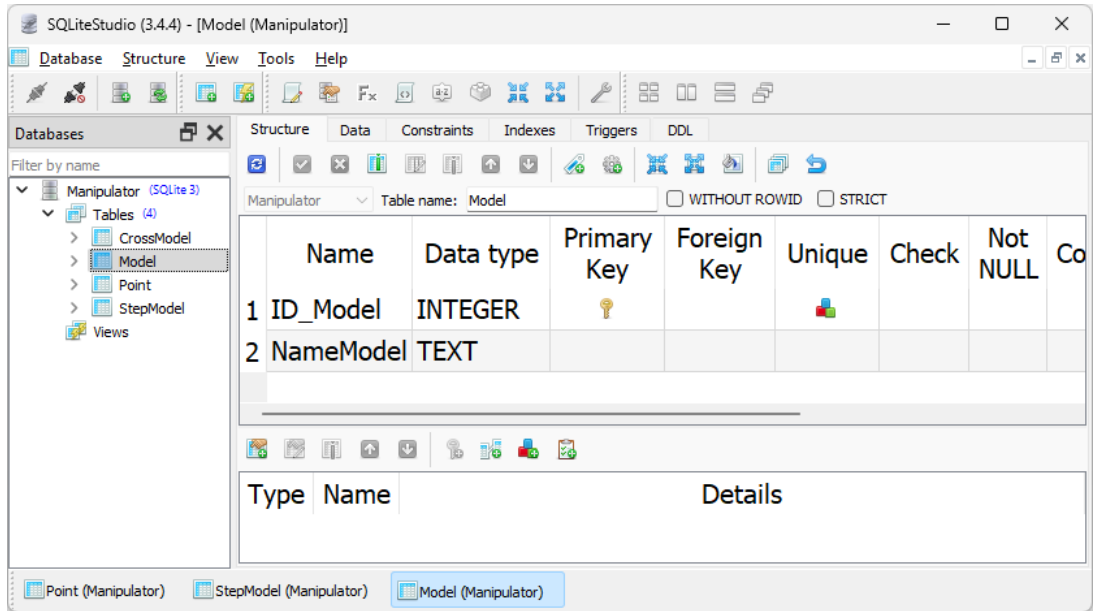 SQLiteStudio (3.4.4) - [Model (Manipulator)]
Database Structure View Tools Help
Databases
Filter by name
Manipulator (SQLite 3)
Tables (4)
CrossModel
Model
Point
StepModel
Views
Structure Data Constraints Indexes Triggers DDL
Manipulator Table name: Model WITHOUT ROWID STRICT
Name Data type Primary Key Foreign Key Unique Check Not NULL Co
1 ID_Model INTEGER
2 NameModel TEXT
Type Name Details
Point (Manipulator) StepModel (Manipulator) Model (Manipulator)